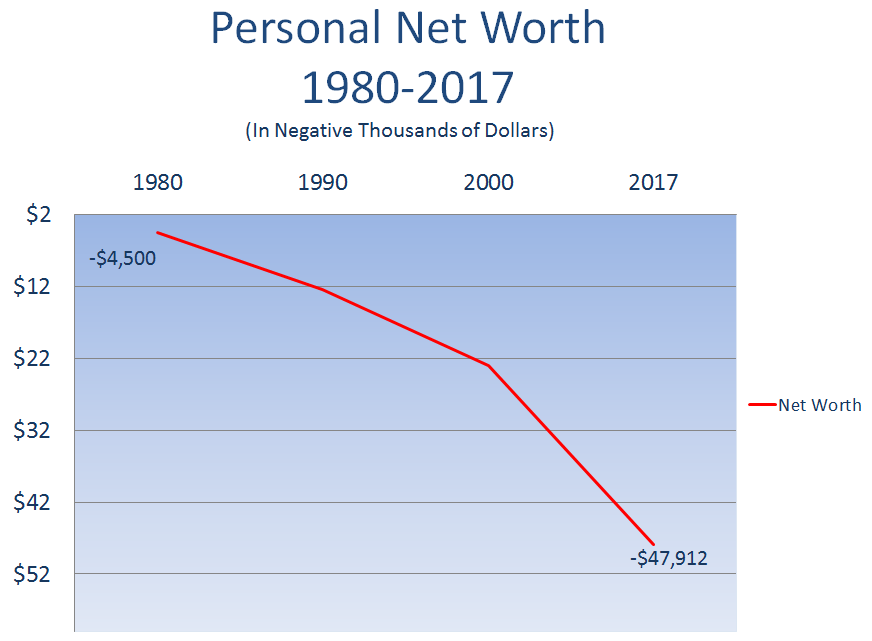 Personal Net Worth
1980-2017
(In Negative Thousands of Dollars)
1980 1990 2000 2017
$2
-$4,500
$12
$22
$32
Net Worth
$42
-$47,912
$52